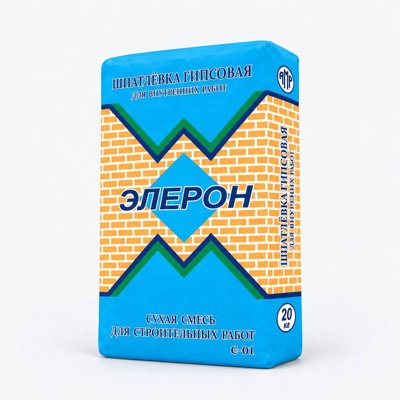 ШПАТЛЁВКА ГИПСОВАЯ
ДЛЯ ВНУТРЕННИХ РАБОТ
ЭЛЕРОН
СУХАЯ СМЕСЬ
ДЛЯ СТРОИТЕЛЬНЫХ РАБОТ
С-01
АМР
ШПАТЛЁВКА ГИПСОВАЯ
ДЛЯ ВНУТРЕННИХ РАБОТ
20
КГ